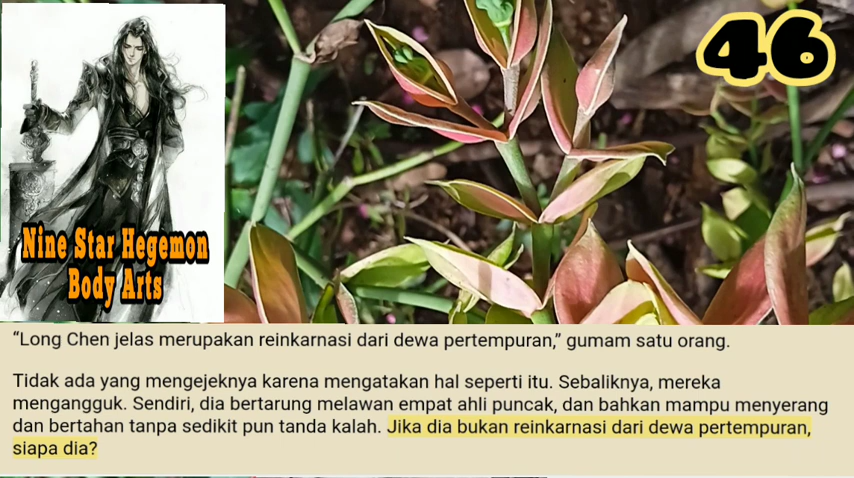 46
Nine Star Hegemon
Body Arts
“Long Chen jelas merupakan reinkarnasi dari dewa pertempuran,” gumam satu orang.
Tidak ada yang mengejeknya karena mengatakan hal seperti itu. Sebaliknya, mereka
mengangguk. Sendiri, dia bertarung melawan empat ahli puncak, dan bahkan mampu menyerang
dan bertahan tanpa sedikit pun tanda kalah. Jika dia bukan reinkarnasi dari dewa pertempuran,
siapa dia?